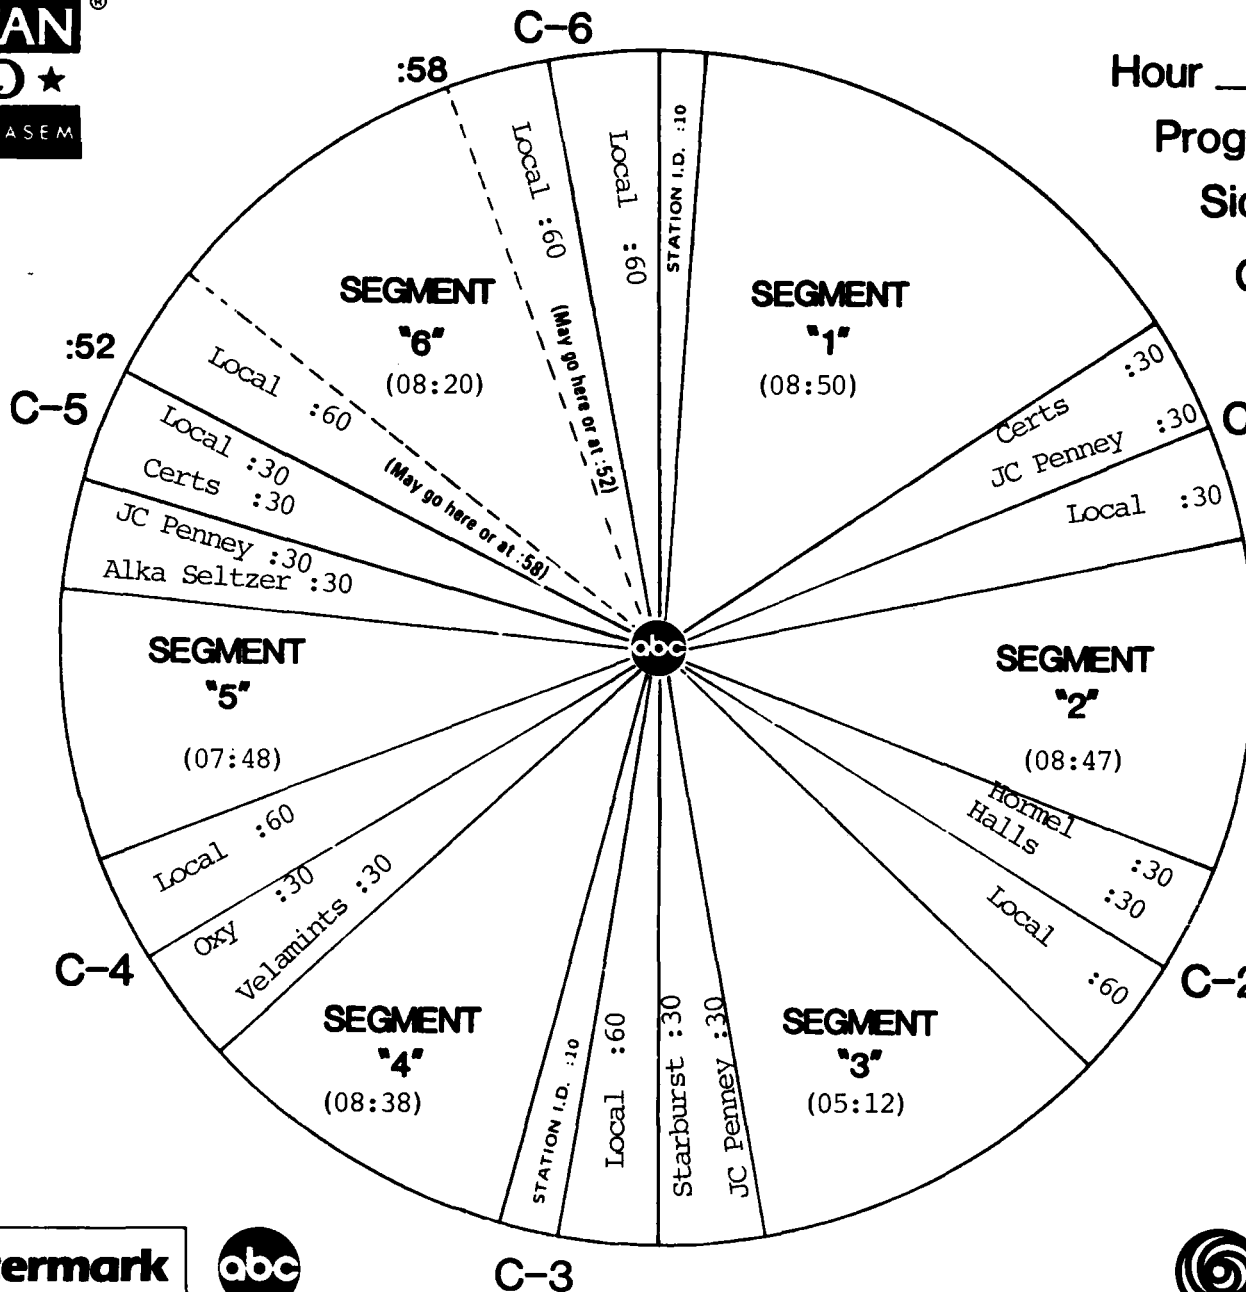 AN
®
ASEM
C-6
:58
Hour
Local :60
Local :60
STATION I.D. :10
(May go here or at :52)
SEGMENT
"1"
(08:50)
Certs :30
JC Penney :30
Local :30
SEGMENT
"2"
(08:47)
Hormel :30
Halls :30
Local :60
C-2
SEGMENT
"3"
(05:12)
JC Penney :30
Starburst :30
Local :60
STATION I.D. :10
C-3
SEGMENT
"4"
(08:38)
Velamints :30
Oxy :30
Local :60
C-4
SEGMENT
"5"
(07:48)
Alka Seltzer :30
JC Penney :30
Certs :30
Local :30
C-5
:52
Local :60
(May go here or at :58)
SEGMENT
"6"
(08:20)
abc
ermark
abc